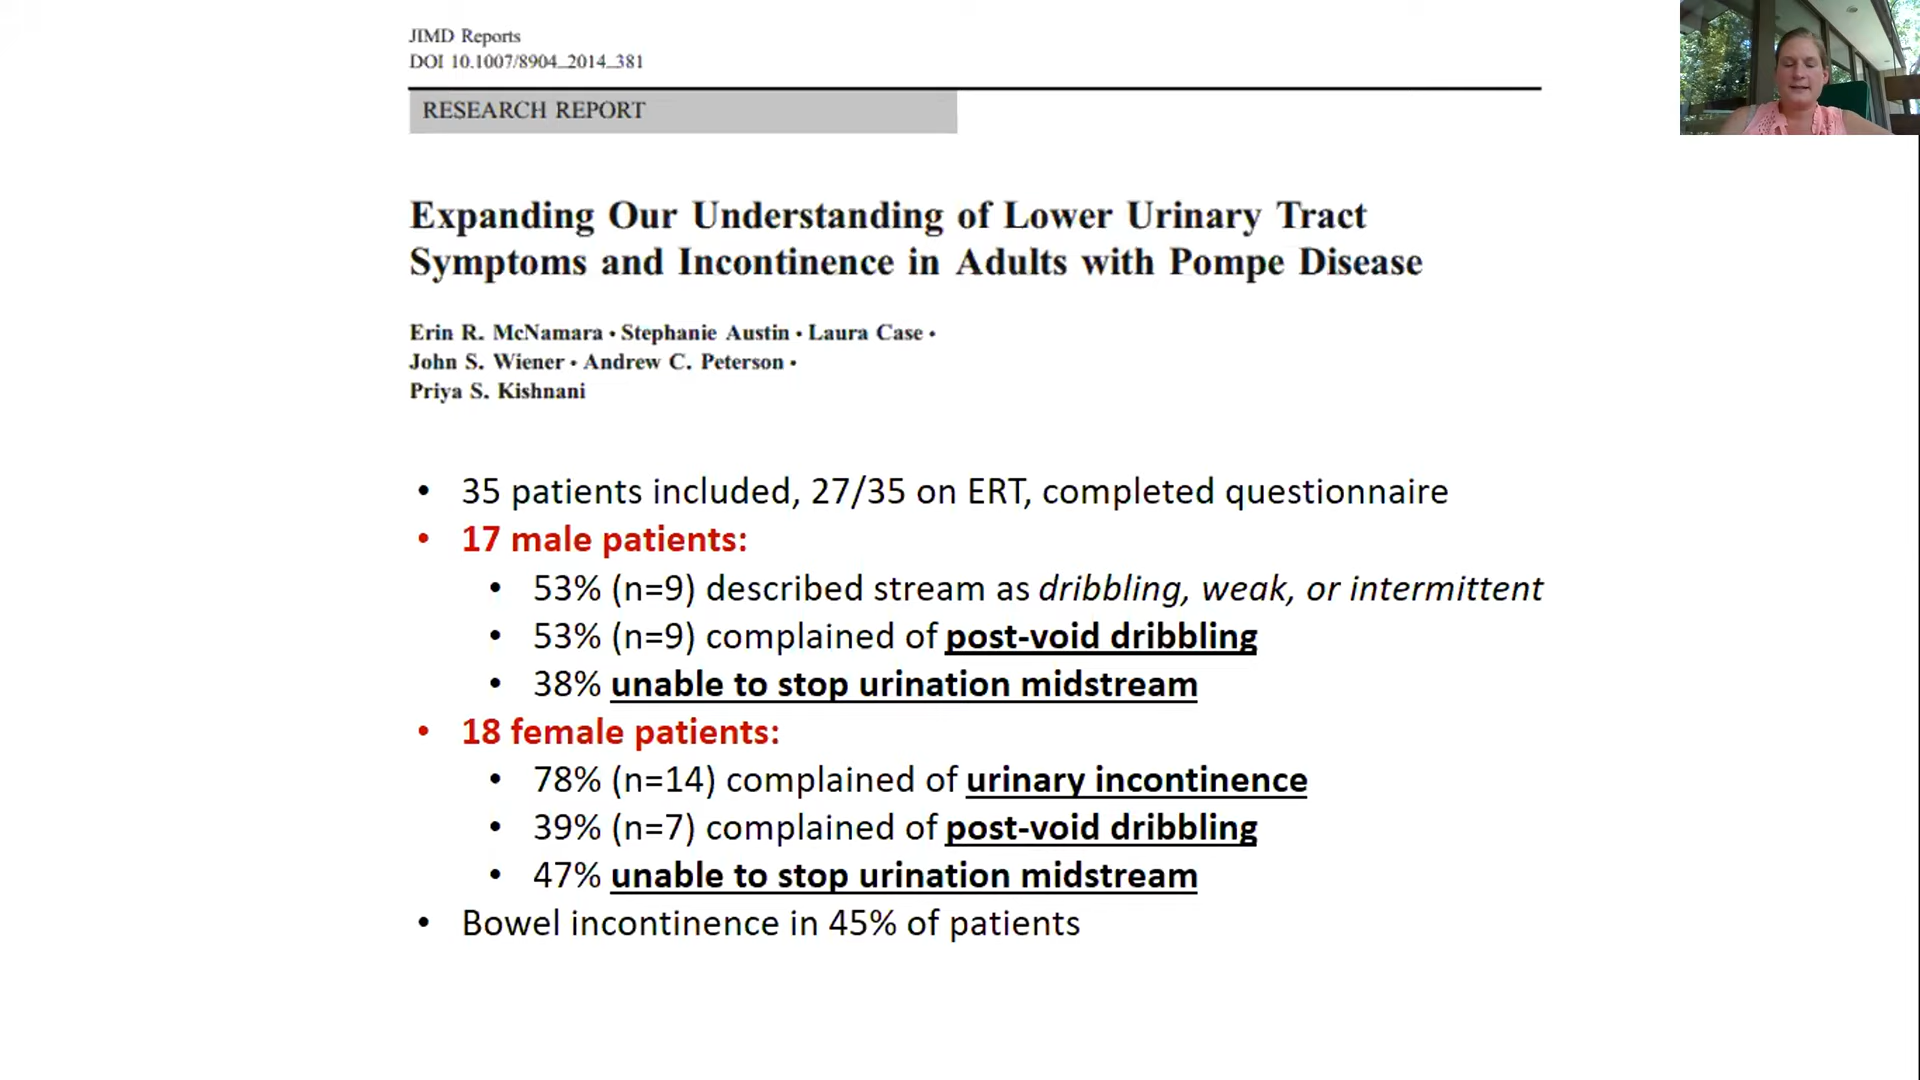 JIMD Reports
DOI 10.1007/8904_2014_381
RESEARCH REPORT
Expanding Our Understanding of Lower Urinary Tract
Symptoms and Incontinence in Adults with Pompe Disease
Erin R. McNamara • Stephanie Austin • Laura Case •
John S. Wiener • Andrew C. Peterson •
Priya S. Kishnani
• 35 patients included, 27/35 on ERT, completed questionnaire
• 17 male patients:
• 53% (n=9) described stream as dribbling, weak, or intermittent
• 53% (n=9) complained of post-void dribbling
• 38% unable to stop urination midstream
• 18 female patients:
• 78% (n=14) complained of urinary incontinence
• 39% (n=7) complained of post-void dribbling
• 47% unable to stop urination midstream
• Bowel incontinence in 45% of patients